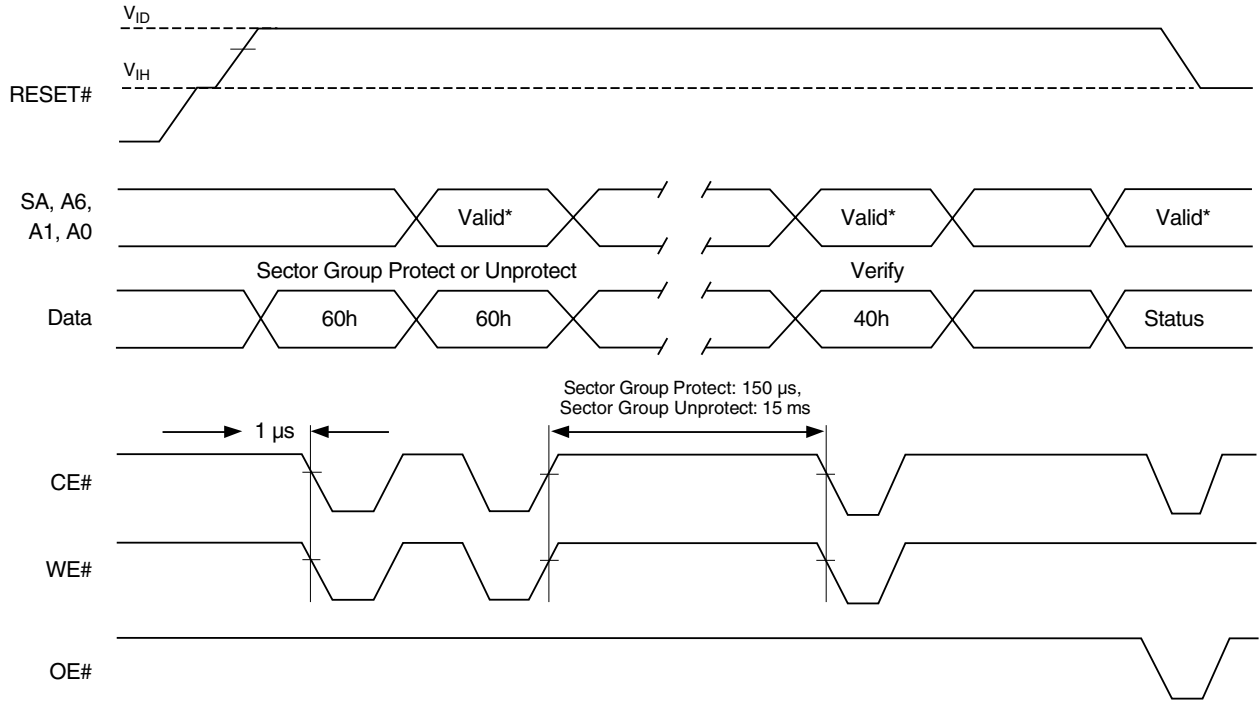 VID
VIH
RESET#
SA, A6,
A1, A0
Valid*
Valid*
Valid*
Sector Group Protect or Unprotect
Verify
Data
60h
60h
40h
Status
Sector Group Protect: 150 µs,
Sector Group Unprotect: 15 ms
1 µs
CE#
WE#
OE#